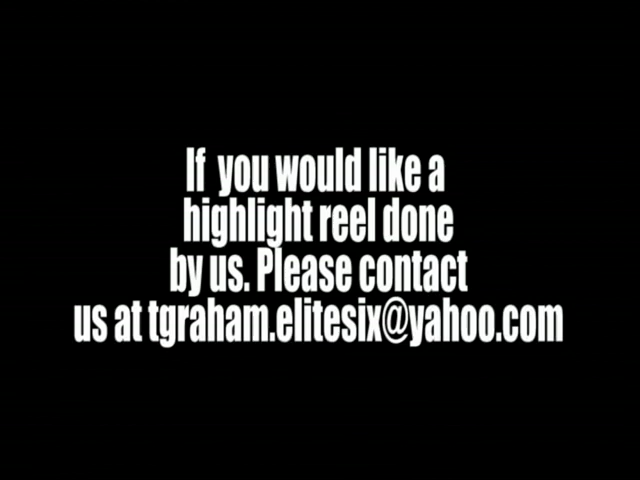 If you would like a
highlight reel done
by us. Please contact
us at tgraham.elitesix@yahoo.com